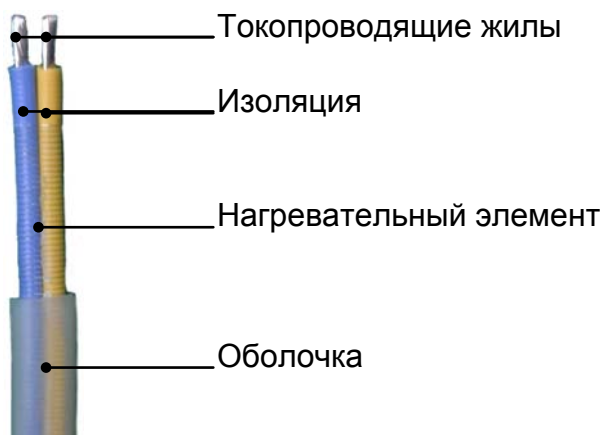 Токопроводящие жилы
Изоляция
Нагревательный элемент
Оболочка